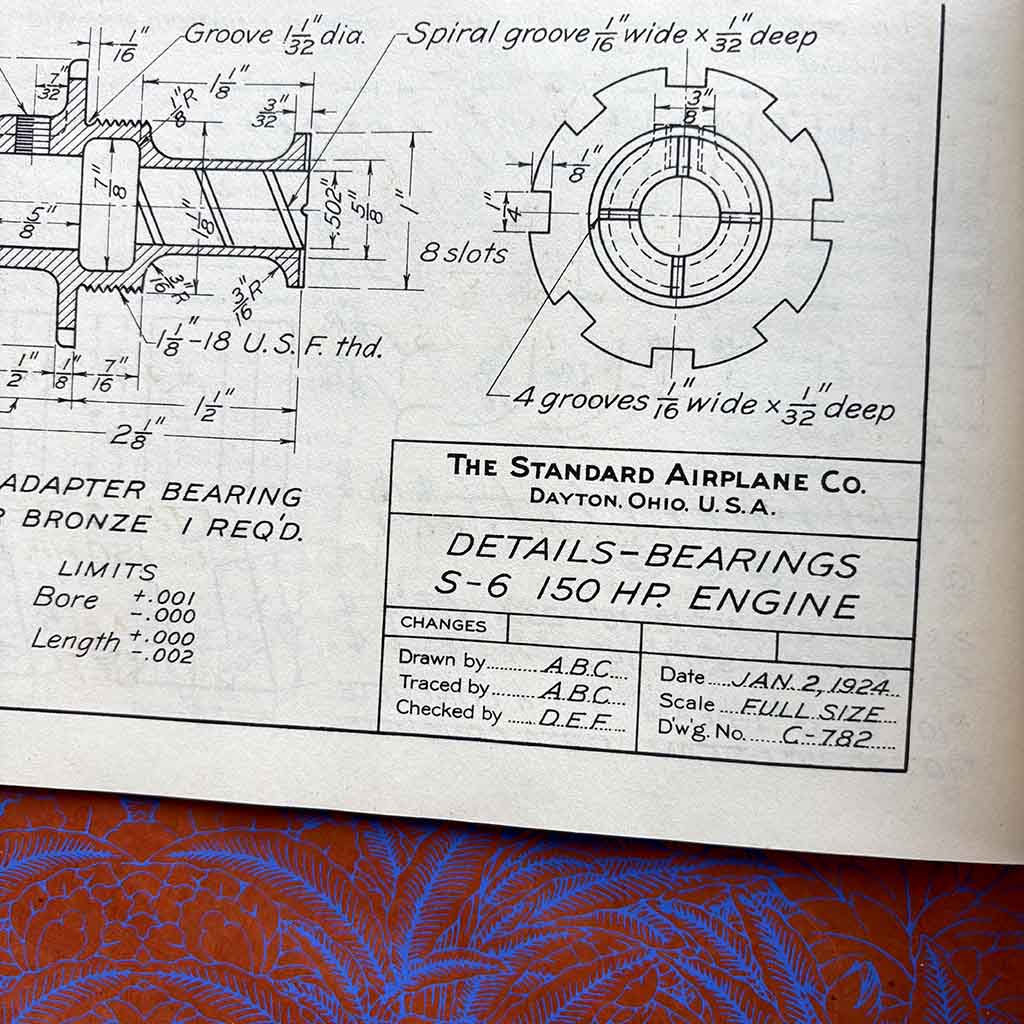 1/16"
Groove 1 1/32" dia.
Spiral groove 1/16" wide x 1/32" deep
7/32"
1/8"R
1 1/8"
3/32"
3/8"
1/8"
1/4"
5/8"
7/8"
1 1/8"
.502"
5/8"
1"
8 slots
3/16"R
3/16"R
1 1/8"-18 U.S.F. thd.
1/2"
1/8"
7/16"
1 1/2"
2 1/8"
4 grooves 1/16" wide x 1/32" deep
ADAPTER BEARING
BRONZE 1 REQ'D.
LIMITS
Bore +.001
-.000
Length +.000
-.002
THE STANDARD AIRPLANE CO.
DAYTON, OHIO, U.S.A.
DETAILS-BEARINGS
S-6 150 HP. ENGINE
CHANGES
Drawn by............A.B.C....
Traced by..........A.B.C....
Checked by ......D.E.F....
Date....JAN. 2, 1924..
Scale ....FULL SIZE...
D'w'g. No. .....C-782.....